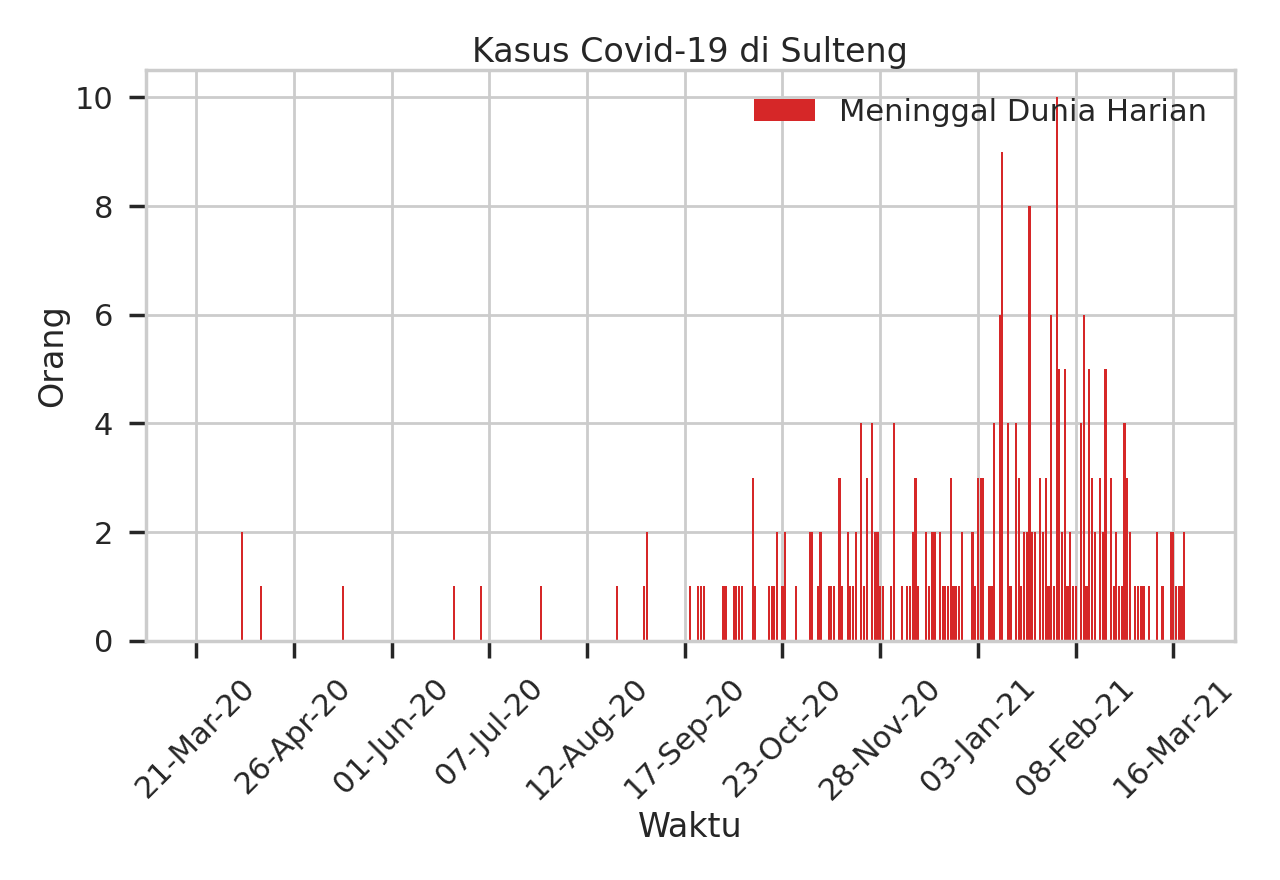 Kasus Covid-19 di Sulteng
Meninggal Dunia Harian
Orang
10
8
6
4
2
0
21-Mar-20
26-Apr-20
01-Jun-20
07-Jul-20
12-Aug-20
17-Sep-20
23-Oct-20
28-Nov-20
03-Jan-21
08-Feb-21
16-Mar-21
Waktu